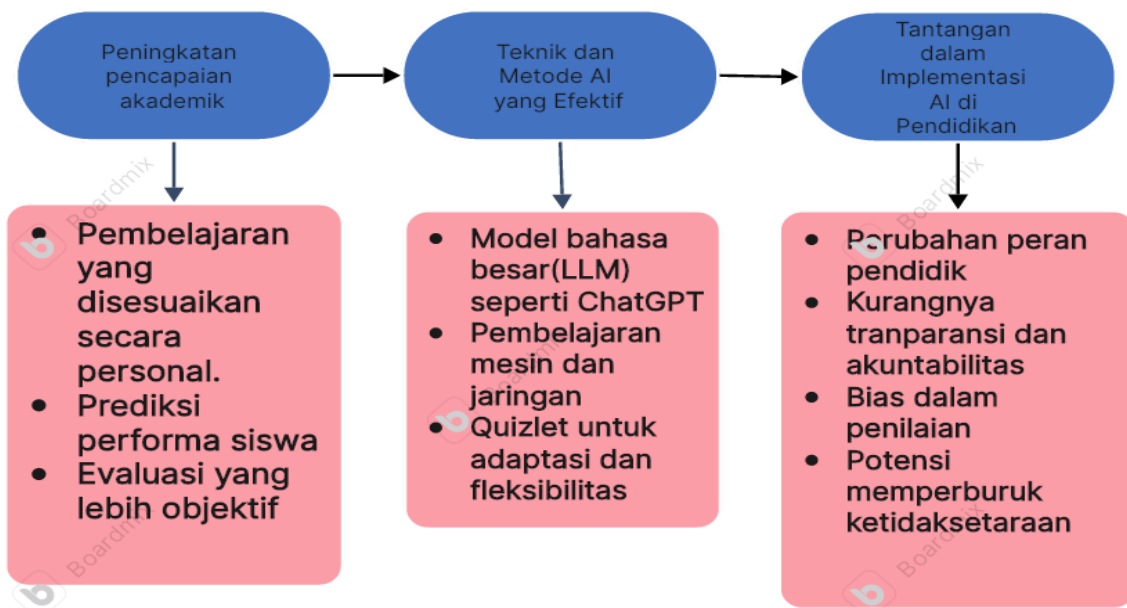 Peningkatan
pencapaian
akademik
Teknik dan
Metode AI
yang Efektif
Tantangan
dalam
Implementasi
AI di
Pendidikan
• Pembelajaran
yang
disesuaikan
secara
personal.
• Prediksi
performa siswa
• Evaluasi yang
lebih objektif
• Model bahasa
besar(LLM)
seperti ChatGPT
• Pembelajaran
mesin dan
jaringan
• Quizlet untuk
adaptasi dan
fleksibilitas
• Perubahan peran
pendidik
• Kurangnya
tranparansi dan
akuntabilitas
• Bias dalam
penilaian
• Potensi
memperburuk
ketidaksetaraan
Boardmix
Boardmix
Boardmix
Boardmix
Boardmix